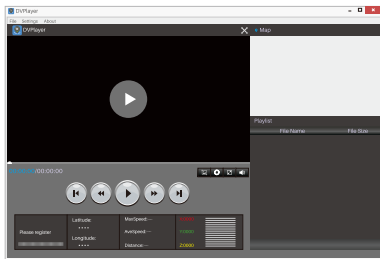 DVPlayer
File Settings About
DVPlayer
Map
/00:00:00
Playlist
File Name File Size
Please register
Latitude:
----
Longitude:
----
MaxSpeed:---
AveSpeed:---
Distance:---
Z:0000